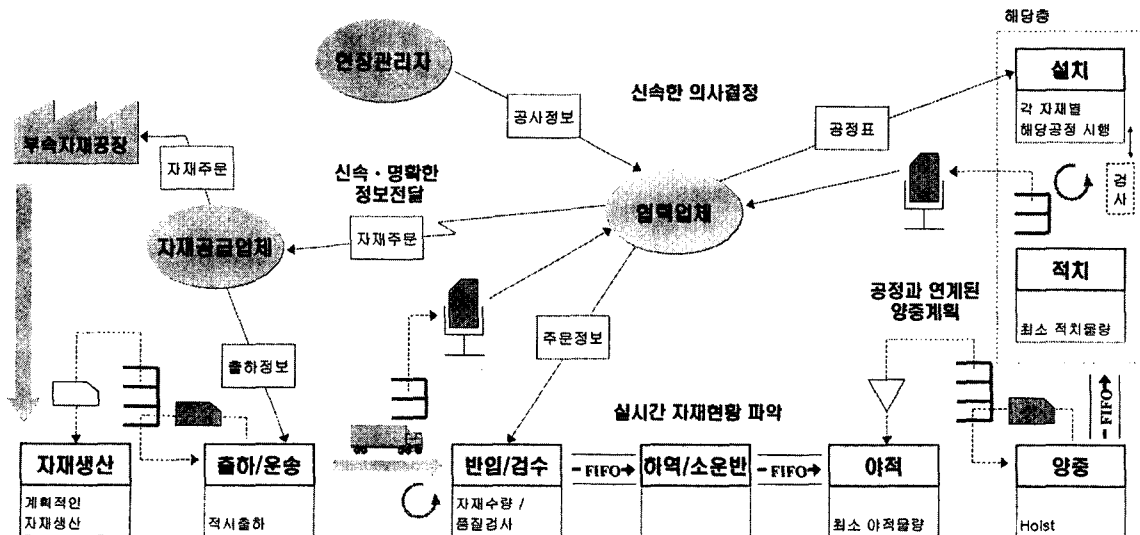 해당층
현장관리자
설치
신속한 의사결정
각 자재별
해당공정 시행
공사정보
공정표
부속자재공장
자재주문
신속·명확한
정보전달
협력업체
검
사
자재공급업체
자재주문
적치
공정과 연계된
양중계획
주문정보
최소 적치물량
출하정보
실시간 자재현황 파악
FIFO
자재생산
출하/운송
반입/검수
FIFO
하역/소운반
FIFO
야적
양중
계획적인
자재생산
적시출하
자재수량 /
품질검사
최소 야적물량
Hoist